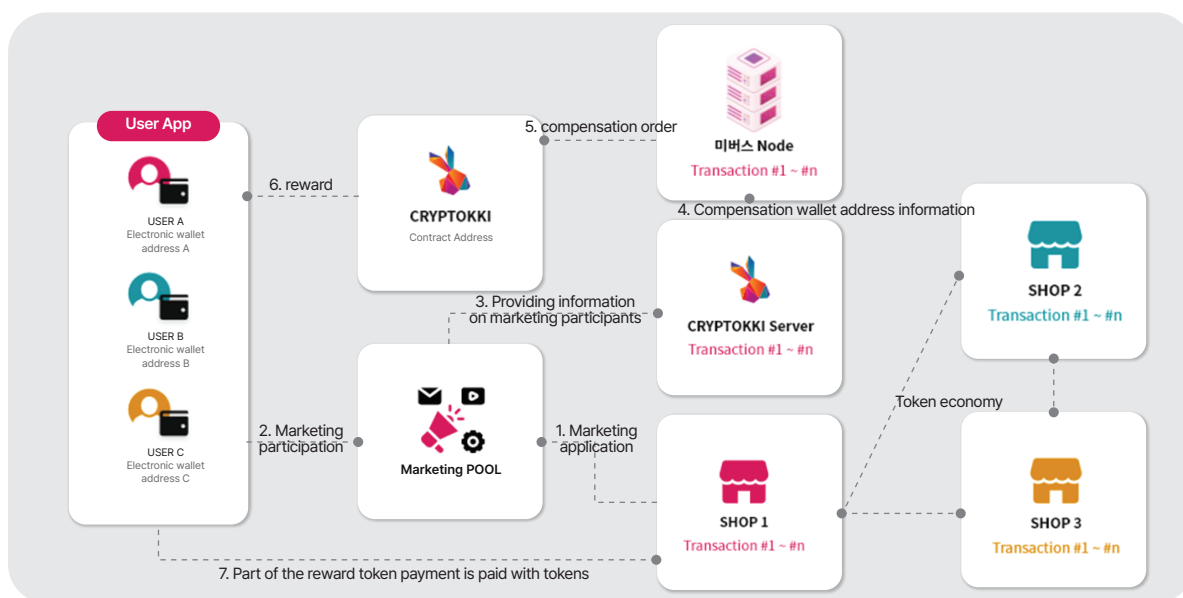 User App
USER A
Electronic wallet
address A
USER B
Electronic wallet
address B
USER C
Electronic wallet
address C
6. reward
CRYPTOKKI
Contract Address
5. compensation order
미버스 Node
Transaction #1 ~ #n
4. Compensation wallet address information
3. Providing information
on marketing participants
CRYPTOKKI Server
Transaction #1 ~ #n
2. Marketing
participation
Marketing POOL
1. Marketing
application
SHOP 1
Transaction #1 ~ #n
SHOP 2
Transaction #1 ~ #n
Token economy
SHOP 3
Transaction #1 ~ #n
7. Part of the reward token payment is paid with tokens